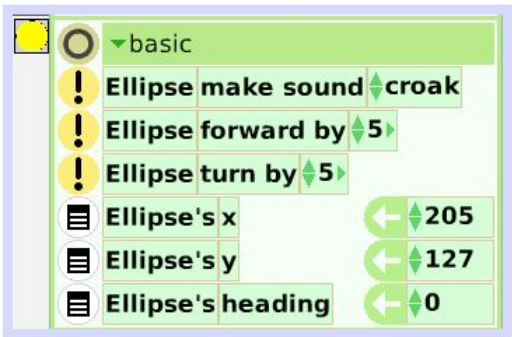 basic
Ellipse make sound croak
Ellipse forward by 5
Ellipse turn by 5
Ellipse's x 205
Ellipse's y 127
Ellipse's heading 0